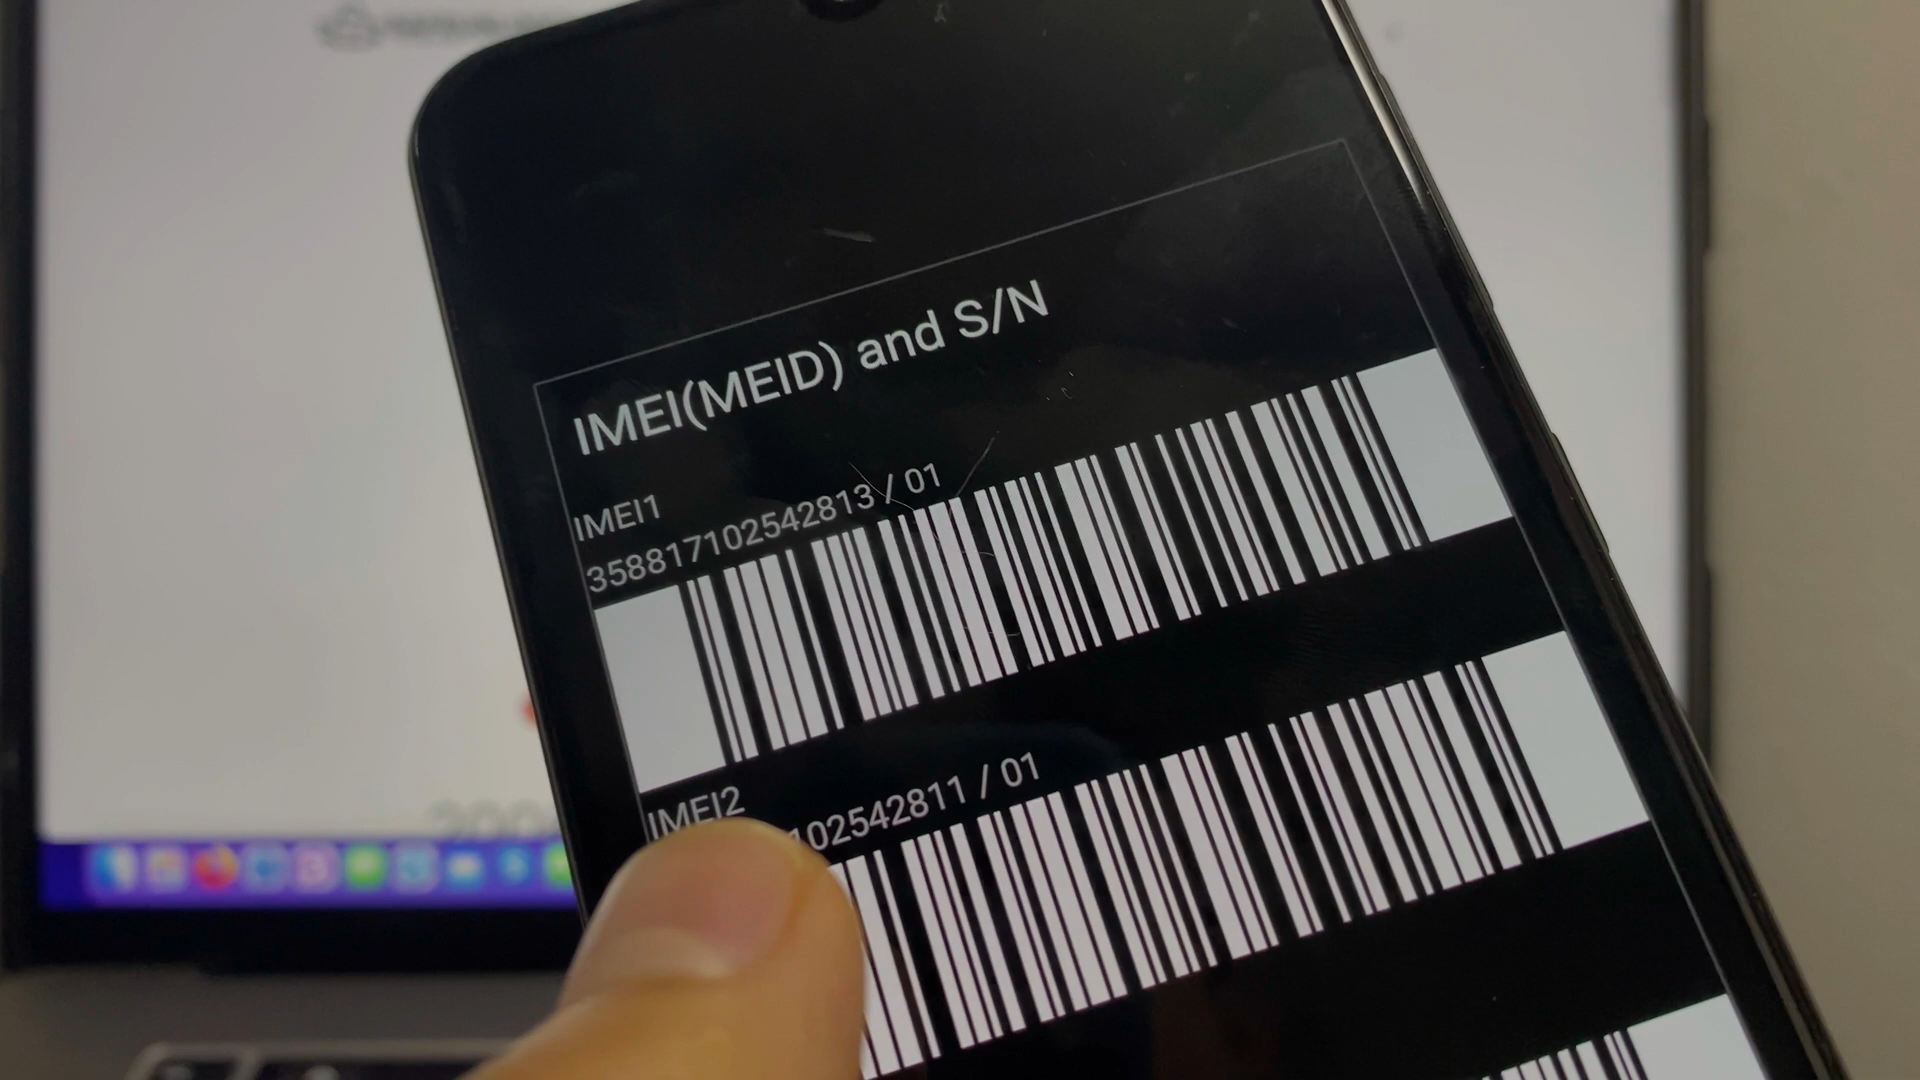 IMEI(MEID) and S/N
IMEI1
358817102542813 / 01
IMEI2
102542811 / 01